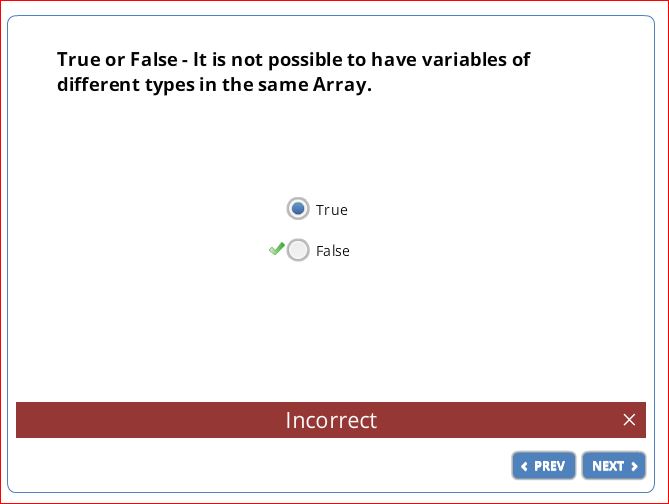 True or False - It is not possible to have variables of
different types in the same Array.
True
False
Incorrect
PREV
NEXT